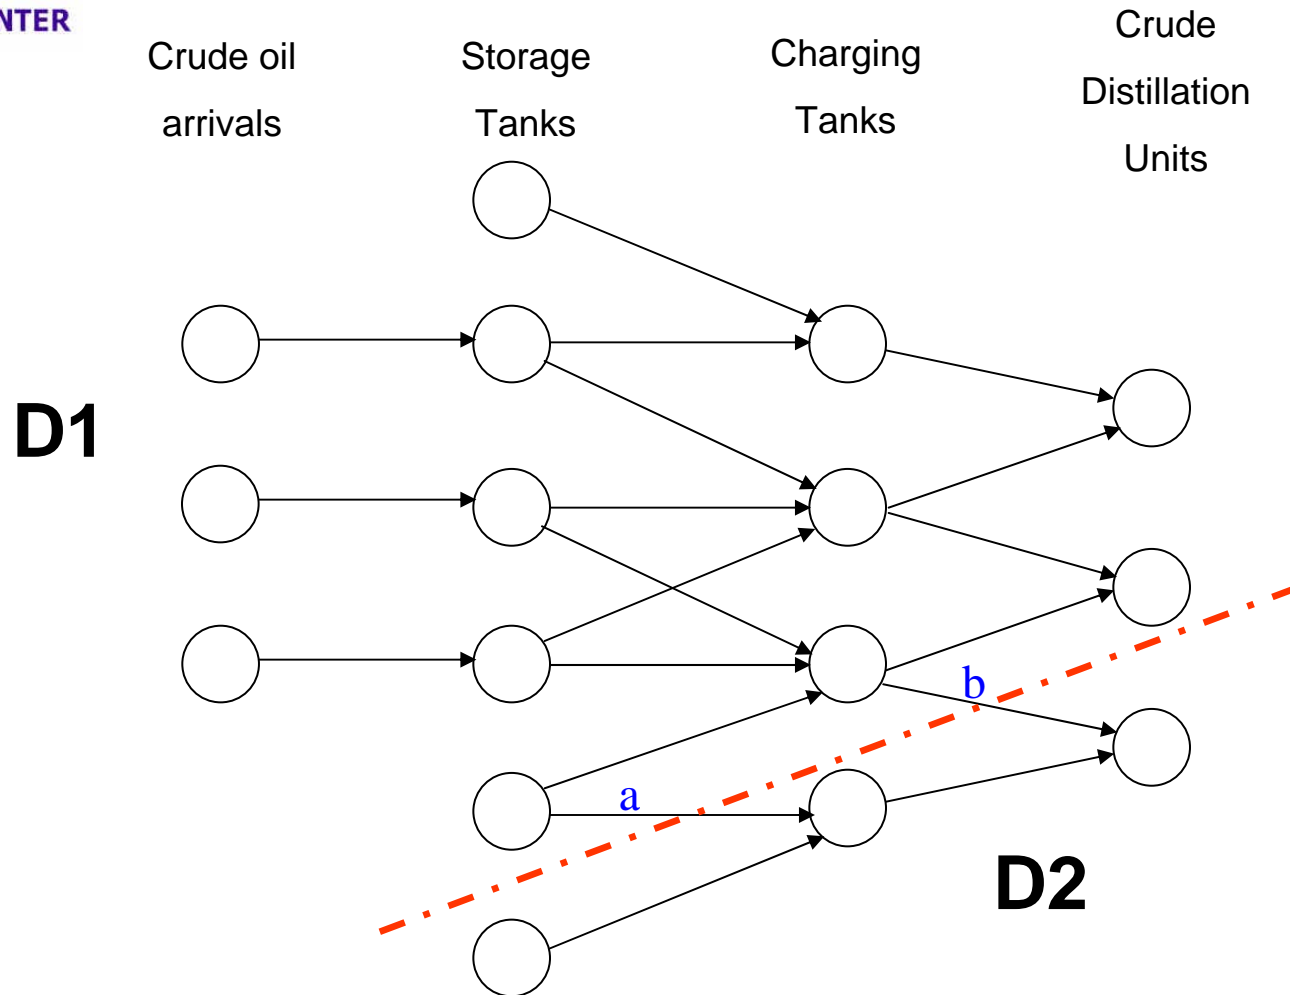 NTER
Crude oil
arrivals
Storage
Tanks
Charging
Tanks
Crude
Distillation
Units
D1
b
a
D2